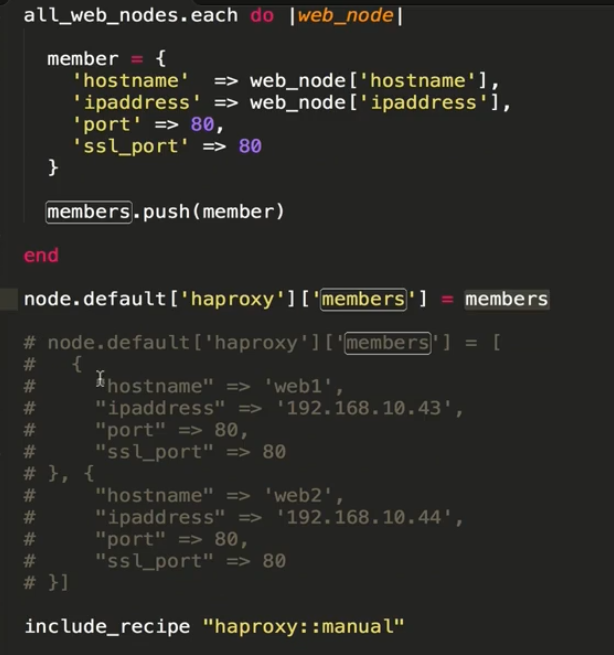 all_web_nodes.each do |web_node|
member = {
'hostname' => web_node['hostname'],
'ipaddress' => web_node['ipaddress'],
'port' => 80,
'ssl_port' => 80
}
members.push(member)
end
node.default['haproxy']['members'] = members
# node.default['haproxy']['members'] = [
# {
# "hostname" => 'web1',
# "ipaddress" => '192.168.10.43',
# "port" => 80,
# "ssl_port" => 80
# }, {
# "hostname" => 'web2',
# "ipaddress" => '192.168.10.44',
# "port" => 80,
# "ssl_port" => 80
# }]
include_recipe "haproxy::manual"